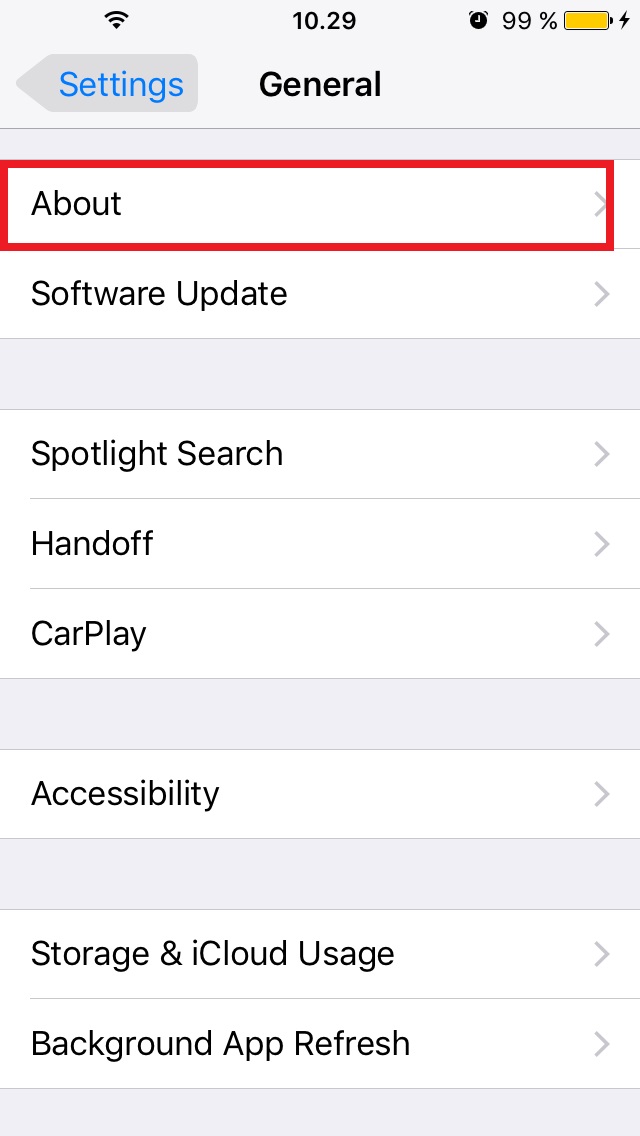 10.29 99 %
Settings General
About
Software Update
Spotlight Search
Handoff
CarPlay
Accessibility
Storage & iCloud Usage
Background App Refresh